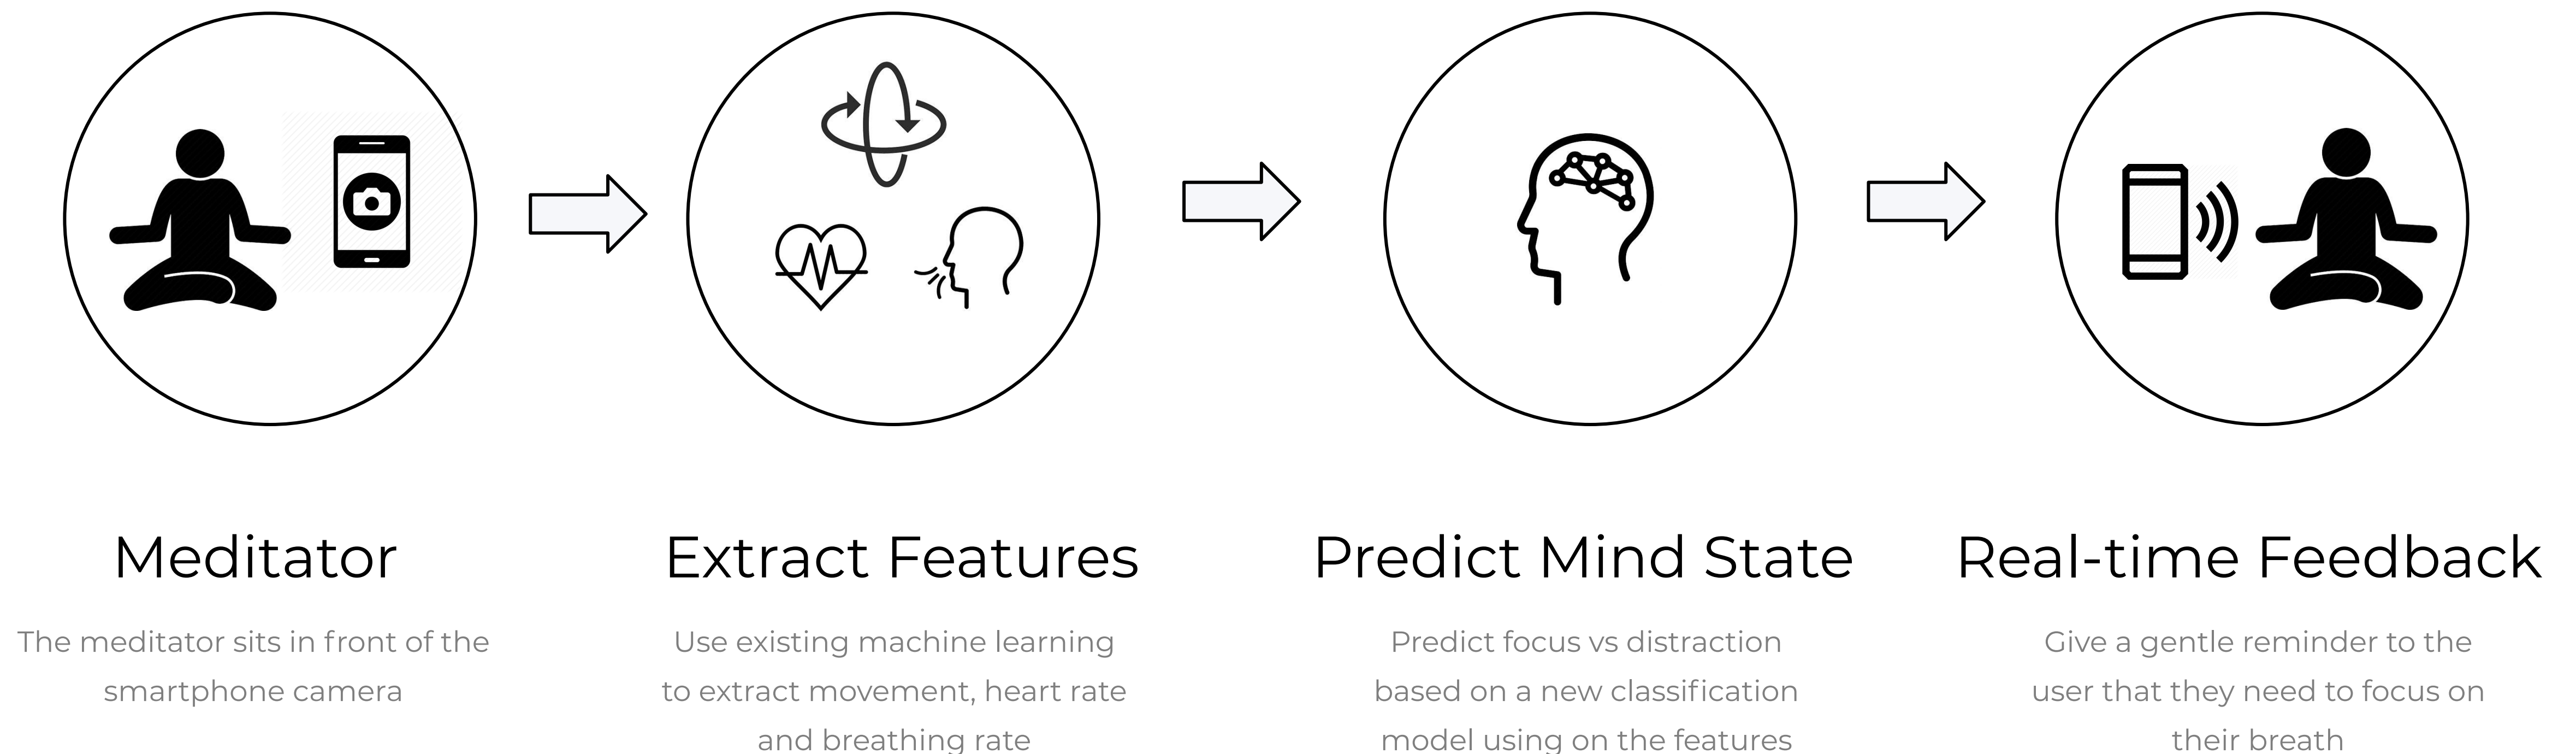 Meditator
The meditator sits in front of the
smartphone camera
Extract Features
Use existing machine learning
to extract movement, heart rate
and breathing rate
Predict Mind State
Predict focus vs distraction
based on a new classification
model using on the features
Real-time Feedback
Give a gentle reminder to the
user that they need to focus on
their breath